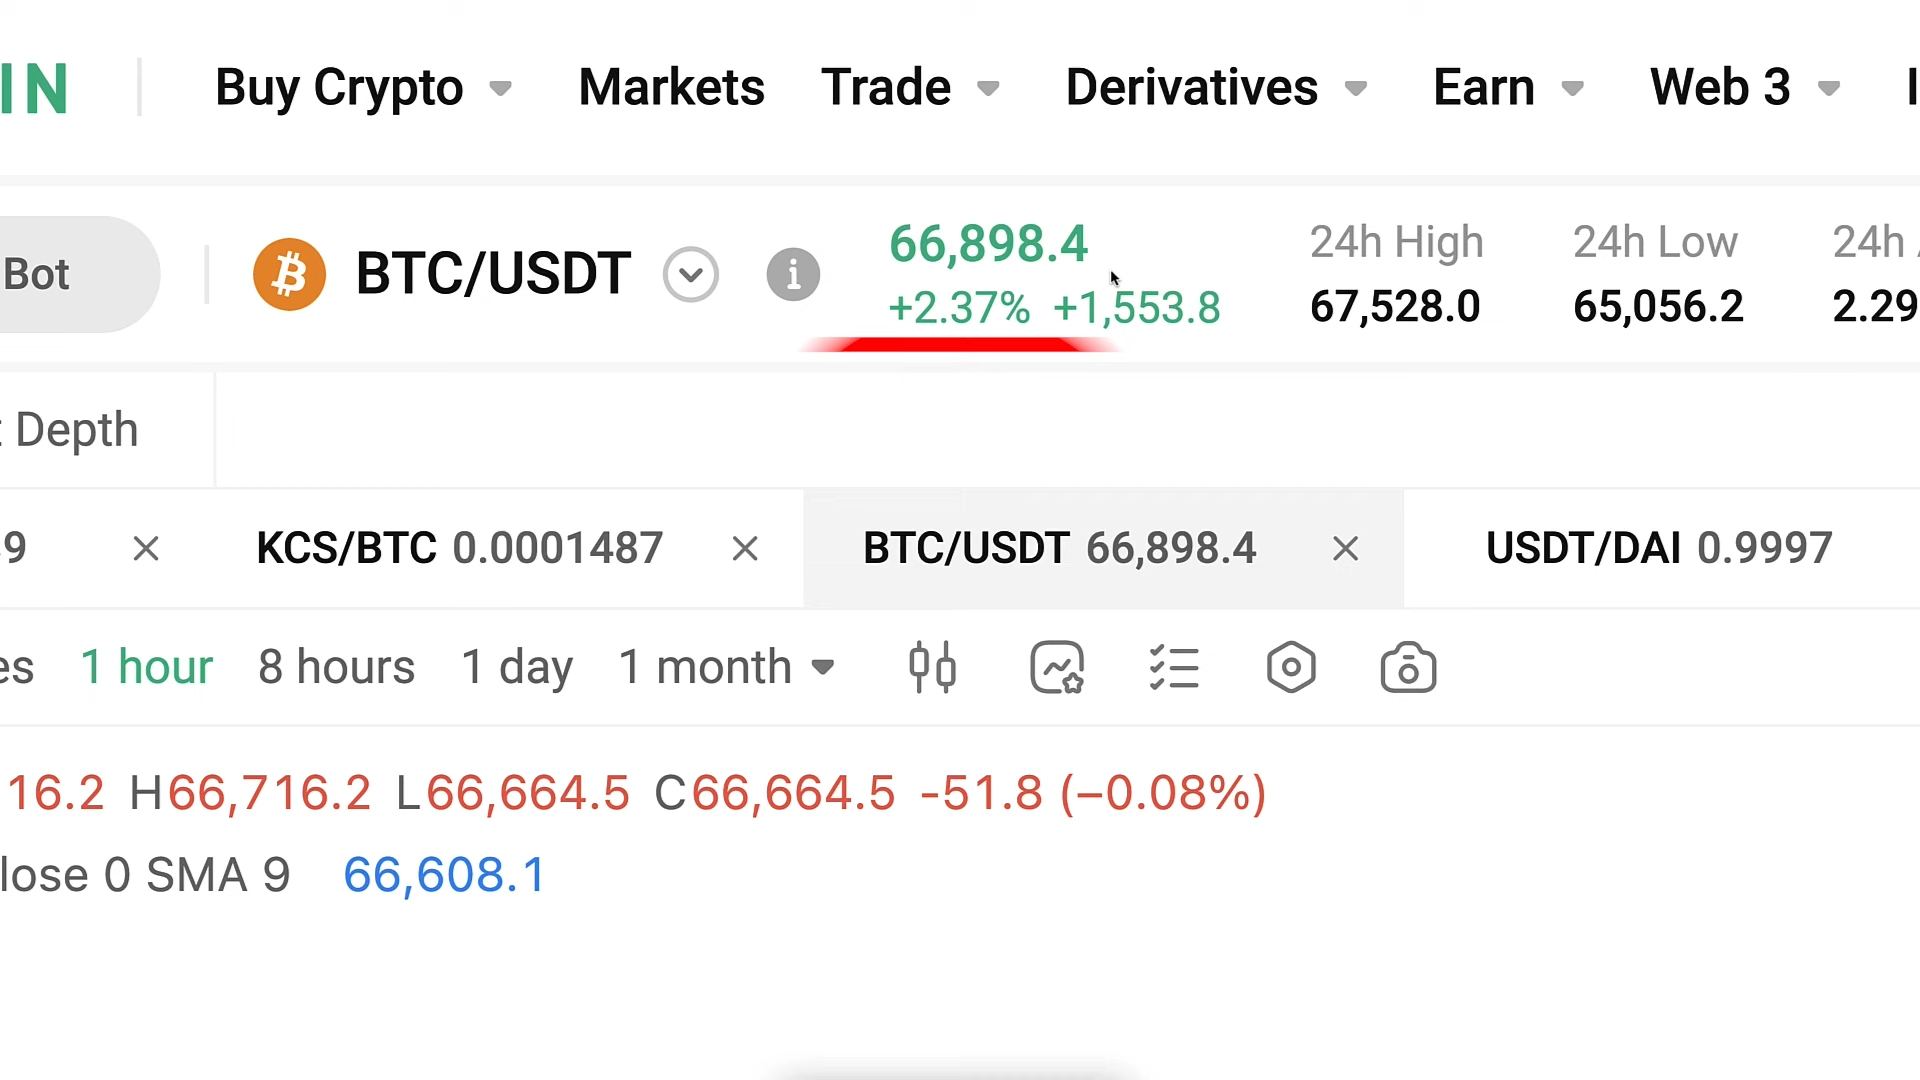 IN Buy Crypto Markets Trade Derivatives Earn Web 3
Bot BTC/USDT 66,898.4 24h High 24h Low 24h
+2.37% +1,553.8 67,528.0 65,056.2 2.29
Depth
9 KCS/BTC 0.0001487 BTC/USDT 66,898.4 USDT/DAI 0.9997
es 1 hour 8 hours 1 day 1 month
16.2 H66,716.2 L66,664.5 C66,664.5 -51.8 (−0.08%)
lose 0 SMA 9 66,608.1